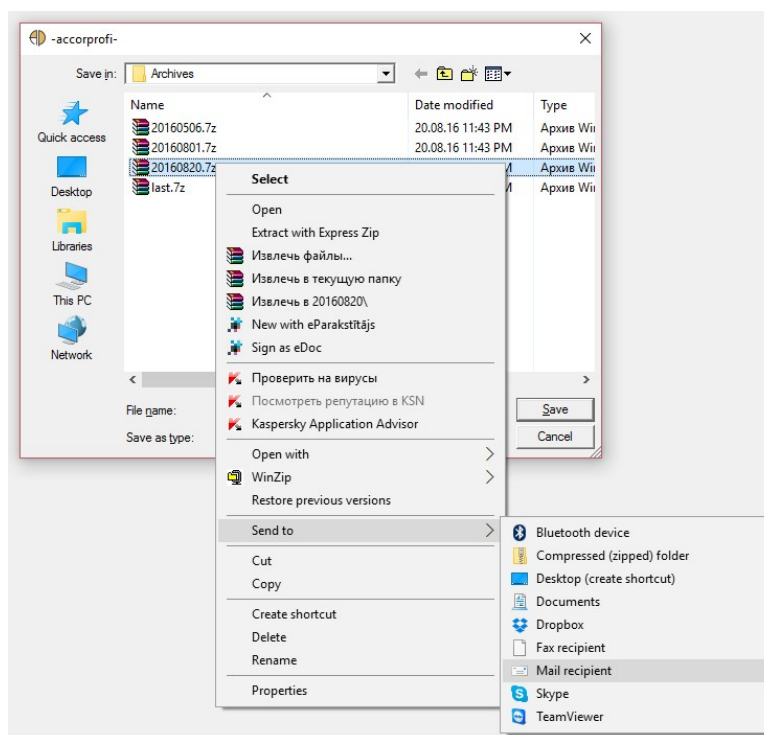 -accorprofi-
Save in:
Archives
Name
Date modified
Type
20160506.7z
20.08.16 11:43 PM
Архив Wi
20160801.7z
20.08.16 11:43 PM
Архив Wi
20160820.7z
Архив Wi
last.7z
Архив Wi
Quick access
Desktop
Libraries
This PC
Network
File name:
Save as type:
Save
Cancel
Select
Open
Extract with Express Zip
Извлечь файлы...
Извлечь в текущую папку
Извлечь в 20160820\
New with eParakstītājs
Sign as eDoc
Проверить на вирусы
Посмотреть репутацию в KSN
Kaspersky Application Advisor
Open with
WinZip
Restore previous versions
Send to
Cut
Copy
Create shortcut
Delete
Rename
Properties
Bluetooth device
Compressed (zipped) folder
Desktop (create shortcut)
Documents
Dropbox
Fax recipient
Mail recipient
Skype
TeamViewer